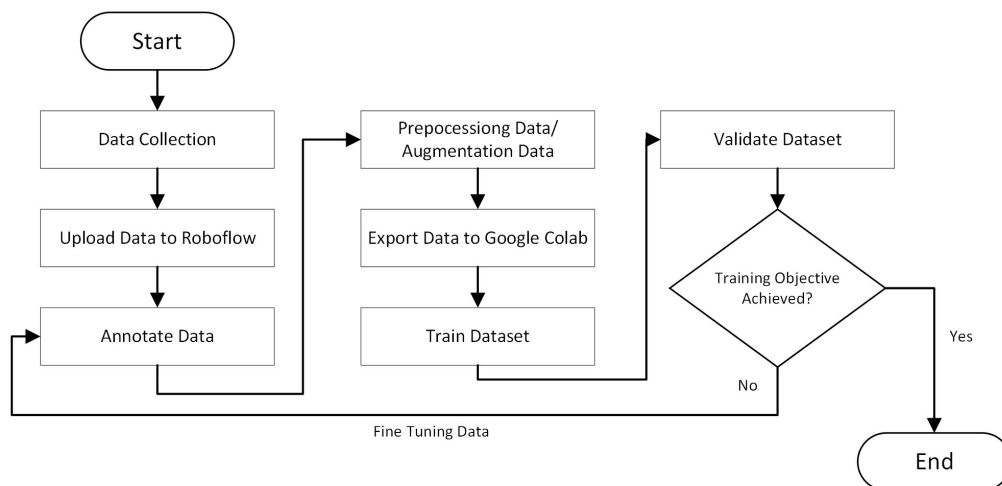 Start
Data Collection
Upload Data to Roboflow
Annotate Data
Prepocessiong Data/
Augmentation Data
Export Data to Google Colab
Train Dataset
Validate Dataset
Training Objective
Achieved?
Yes
No
Fine Tuning Data
End